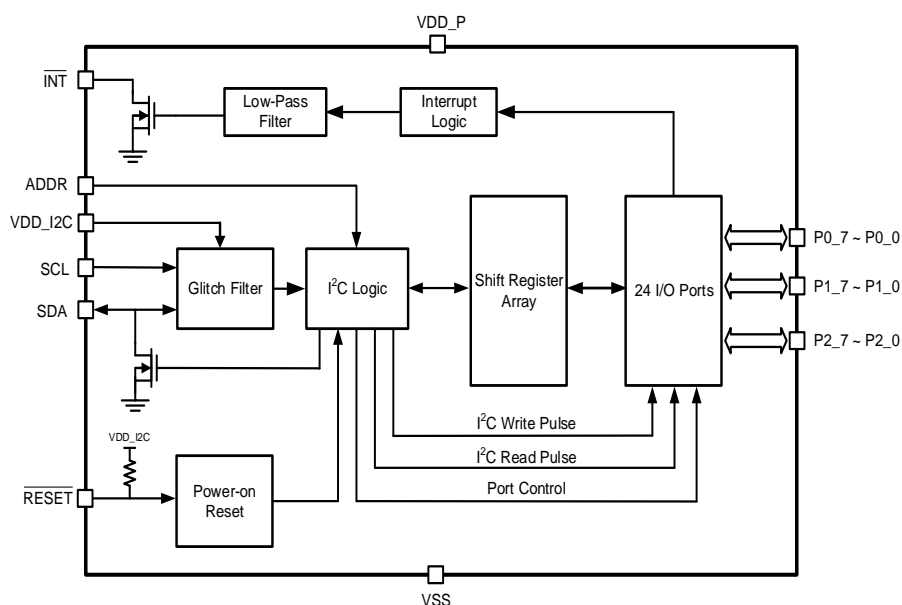 VDD_P
INT
Low-Pass
Filter
Interrupt
Logic
ADDR
VDD_I2C
SCL
SDA
Glitch Filter
I²C Logic
Shift Register
Array
24 I/O Ports
P0_7 ~ P0_0
P1_7 ~ P1_0
P2_7 ~ P2_0
I²C Write Pulse
I²C Read Pulse
Port Control
VDD_I2C
RESET
Power-on
Reset
VSS